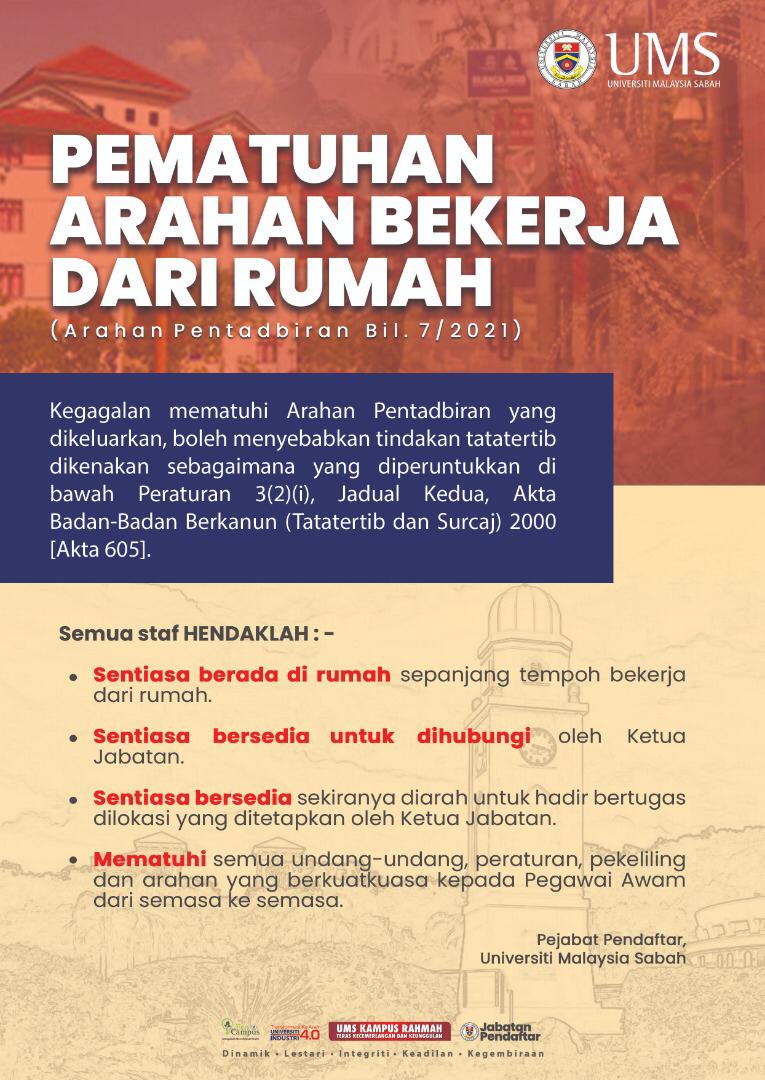 UMS
UNIVERSITI MALAYSIA SABAH
PEMATUHAN
ARAHAN BEKERJA
DARI RUMAH
(Arahan Pentadbiran Bil. 7/2021)
Kegagalan mematuhi Arahan Pentadbiran yang
dikeluarkan, boleh menyebabkan tindakan tatatertib
dikenakan sebagaimana yang diperuntukkan di
bawah Peraturan 3(2)(i), Jadual Kedua, Akta
Badan-Badan Berkanun (Tatatertib dan Surcaj) 2000
[Akta 605].
Semua staf HENDAKLAH : -
• Sentiasa berada di rumah sepanjang tempoh bekerja
dari rumah.
• Sentiasa bersedia untuk dihubungi oleh Ketua
Jabatan.
• Sentiasa bersedia sekiranya diarah untuk hadir bertugas
dilokasi yang ditetapkan oleh Ketua Jabatan.
• Mematuhi semua undang-undang, peraturan, pekeliling
dan arahan yang berkuatkuasa kepada Pegawai Awam
dari semasa ke semasa.
Pejabat Pendaftar,
Universiti Malaysia Sabah
Campus
UNIVERSITI
INDUSTRI 4.0
UMS KAMPUS RAHMAH
TERAS KECEMERLANGAN DAN KEUNGGULAN
Jabatan
Pendaftar
Dinamik • Lestari • Integriti • Keadilan • Kegembiraan